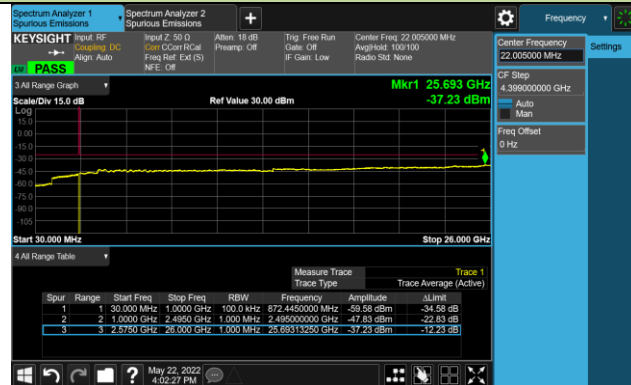 Spectrum Analyzer 1
Spurious Emissions
Spectrum Analyzer 2
Spurious Emissions
Frequency
KEYSIGHT
Input: RF
Coupling: DC
Align: Auto
Input Z: 50 Ω
Corr CCorr RCal
Freq Ref: Ext (S)
NFE: Off
Atten: 18 dB
Preamp: Off
Trig: Free Run
Gate: Off
IF Gain: Low
Center Freq: 22.005000 MHz
Avg|Hold: 100/100
Radio Std: None
PASS
Center Frequency
22.005000 MHz
Settings
CF Step
4.399000000 GHz
Auto
Man
Freq Offset
0 Hz
3 All Range Graph
Mkr1 25.693 GHz
Scale/Div 15.0 dB
Ref Value 30.00 dBm
-37.23 dBm
Log
15.0
0.00
-15.0
-30.0
-45.0
-60.0
-75.0
-90.0
-105
1
Start 30.000 MHz
Stop 26.000 GHz
4 All Range Table
Measure Trace Trace 1
Trace Type Trace Average (Active)
Spur Range Start Freq Stop Freq RBW Frequency Amplitude ΔLimit
1 1 30.000 MHz 1.0000 GHz 100.0 kHz 872.4450000 MHz -59.58 dBm -34.58 dB
2 2 1.0000 GHz 2.4950 GHz 1.000 MHz 2.495000000 GHz -47.83 dBm -22.83 dB
3 3 2.5750 GHz 26.000 GHz 1.000 MHz 25.69313250 GHz -37.23 dBm -12.23 dB
?
May 22, 2022
4:02:27 PM